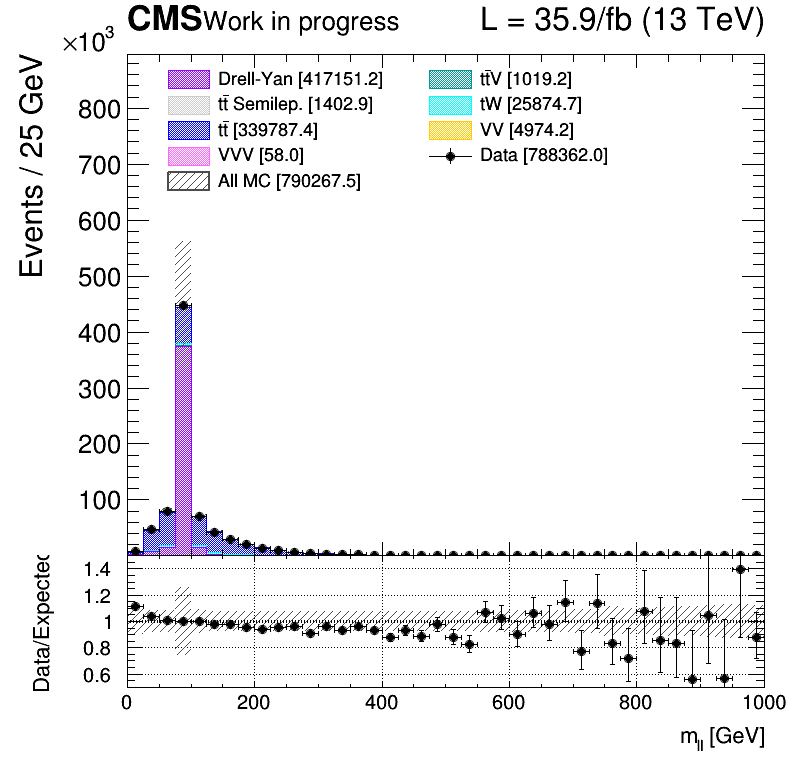 CMS Work in progress L = 35.9/fb (13 TeV)
×10³
Events / 25 GeV
Drell-Yan [417151.2]
tt̄ Semilep. [1402.9]
tt̄ [339787.4]
VVV [58.0]
All MC [790267.5]
tt̄V [1019.2]
tW [25874.7]
VV [4974.2]
Data [788362.0]
800
700
600
500
400
300
200
100
Data/Expected
1.4
1.2
1
0.8
0.6
0 200 400 600 800 1000
m_ll [GeV]